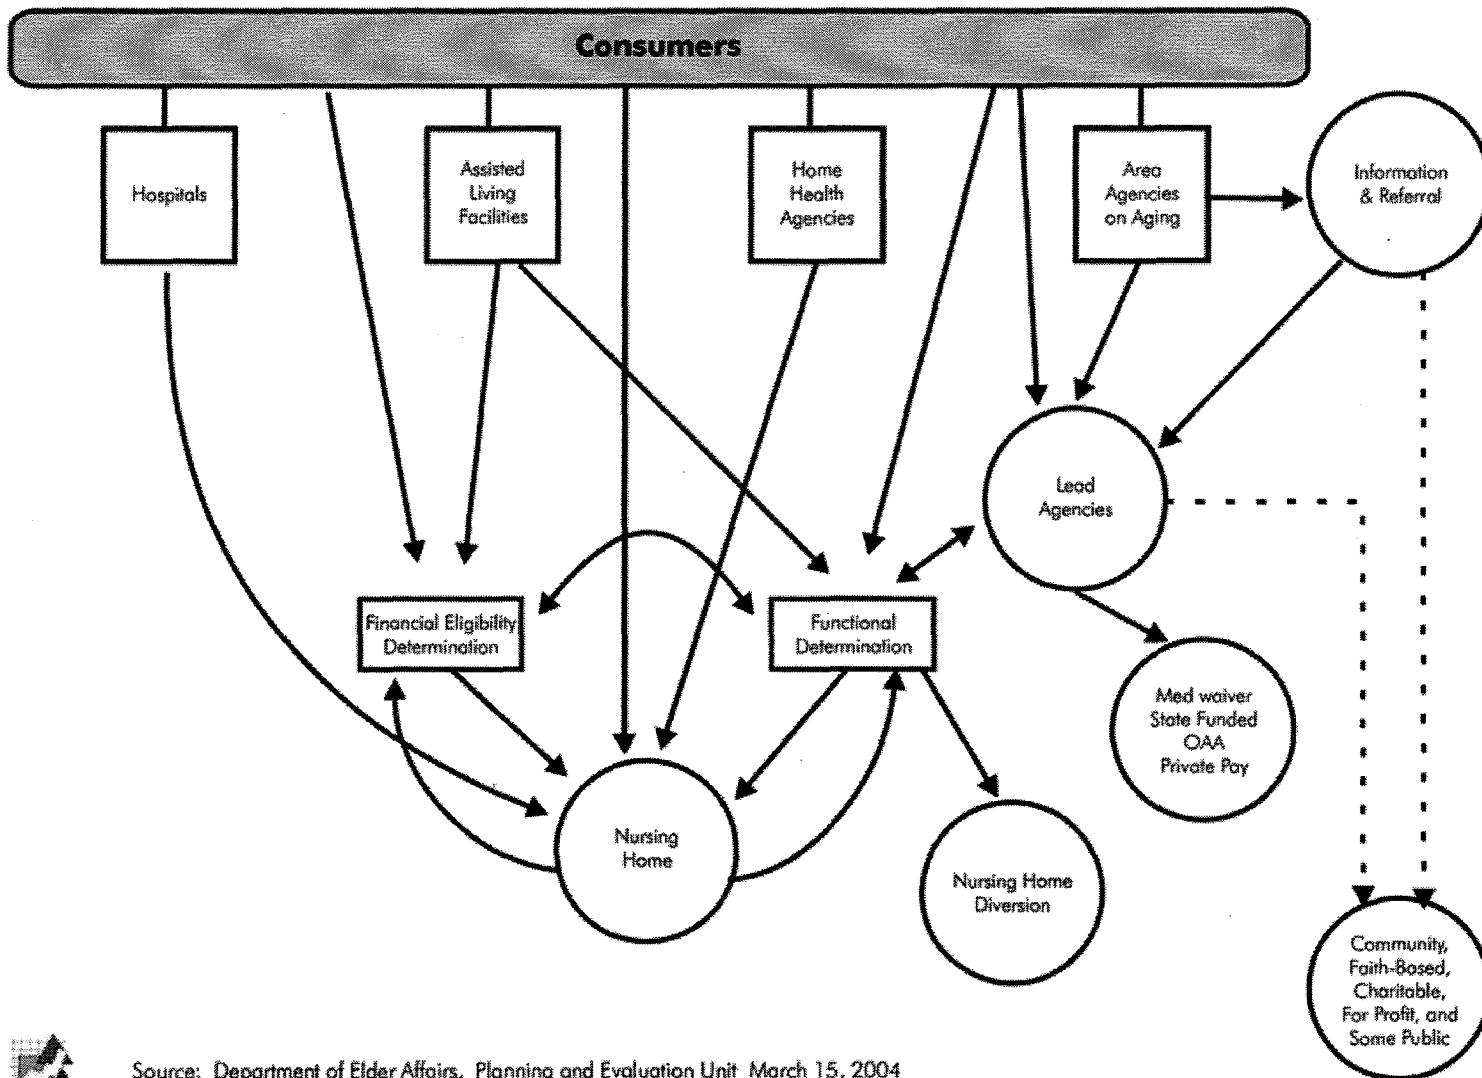 Consumers
Hospitals
Assisted
Living
Facilities
Home
Health
Agencies
Area
Agencies
on Aging
Information
& Referral
Lead
Agencies
Financial Eligibility
Determination
Functional
Determination
Med waiver
State Funded
OAA
Private Pay
Nursing
Home
Nursing Home
Diversion
Community,
Faith-Based,
Charitable,
For Profit, and
Some Public
Source: Department of Elder Affairs, Planning and Evaluation Unit March 15, 2004